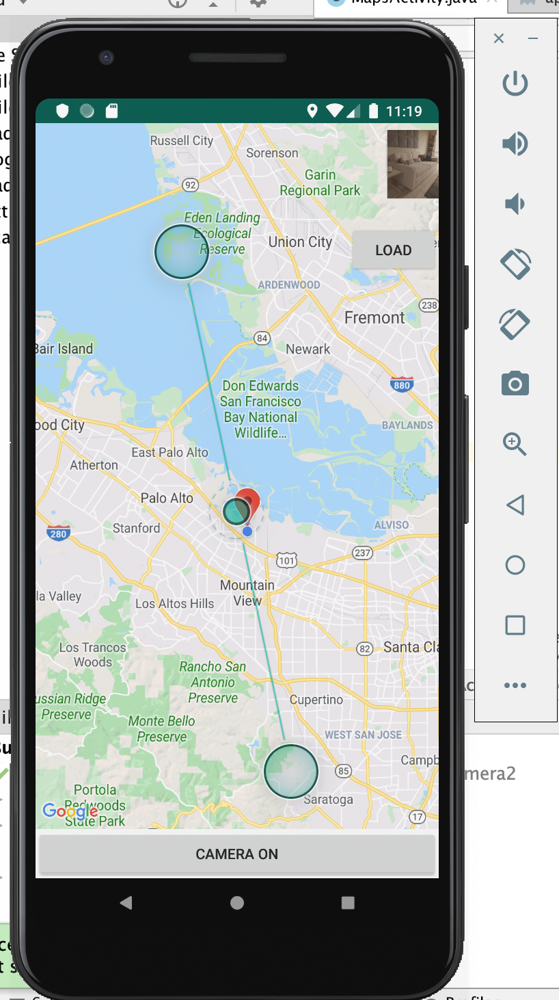 MapsActivity.java
11:19
Russell City
Sorenson
Garin
Regional Park
92
Eden Landing
Ecological
Reserve
Union City
LOAD
ARDENWOOD
238
Fremont
84
Newark
Bair Island
Don Edwards
San Francisco
Bay National
Wildlife...
880
BAYLANDS
ood City
East Palo Alto
Atherton
Palo Alto
Stanford
280
ALVISO
237
101
Mountain
View
la Valley
Los Altos Hills
Los Trancos
Woods
82
Santa Cla
Rancho San
Antonio
Preserve
ussian Ridge
Preserve
Cupertino
Monte Bello
Preserve
WEST SAN JOSE
Campb
85
mera2
Portola
Redwoods
State Park
Saratoga
Google
17
CAMERA ON